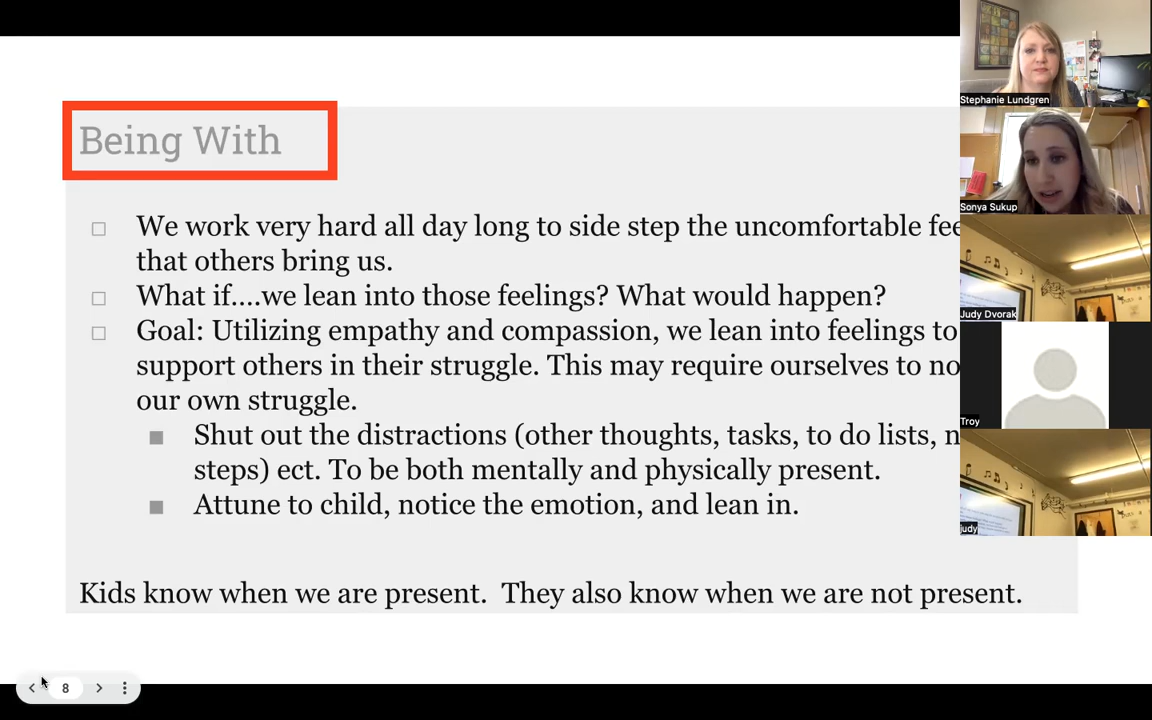 Being With
We work very hard all day long to side step the uncomfortable
that others bring us.
What if....we lean into those feelings? What would happen?
Goal: Utilizing empathy and compassion, we lean into feelings to
support others in their struggle. This may require ourselves to
our own struggle.
Shut out the distractions (other thoughts, tasks, to do lists,
steps) ect. To be both mentally and physically present.
Attune to child, notice the emotion, and lean in.
Kids know when we are present. They also know when we are not present.
8
Stephanie Lundgren
Sonya Sukup
Judy Dvorak
Troy
judy